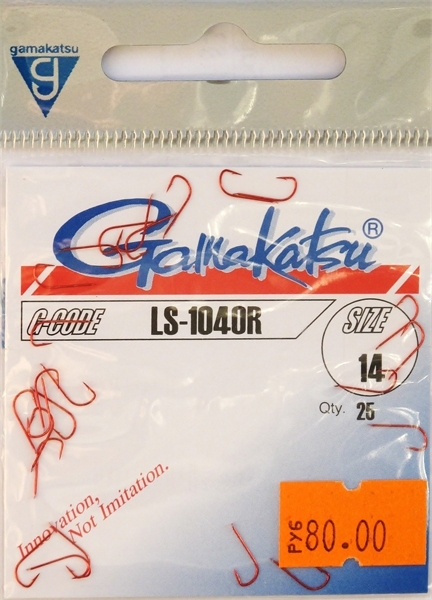 gamakatsu
g
Gamakatsu®
G-CODE LS-1040R SIZE
14
Qty. 25
Innovation,
Not Imitation.
РУБ 80.00